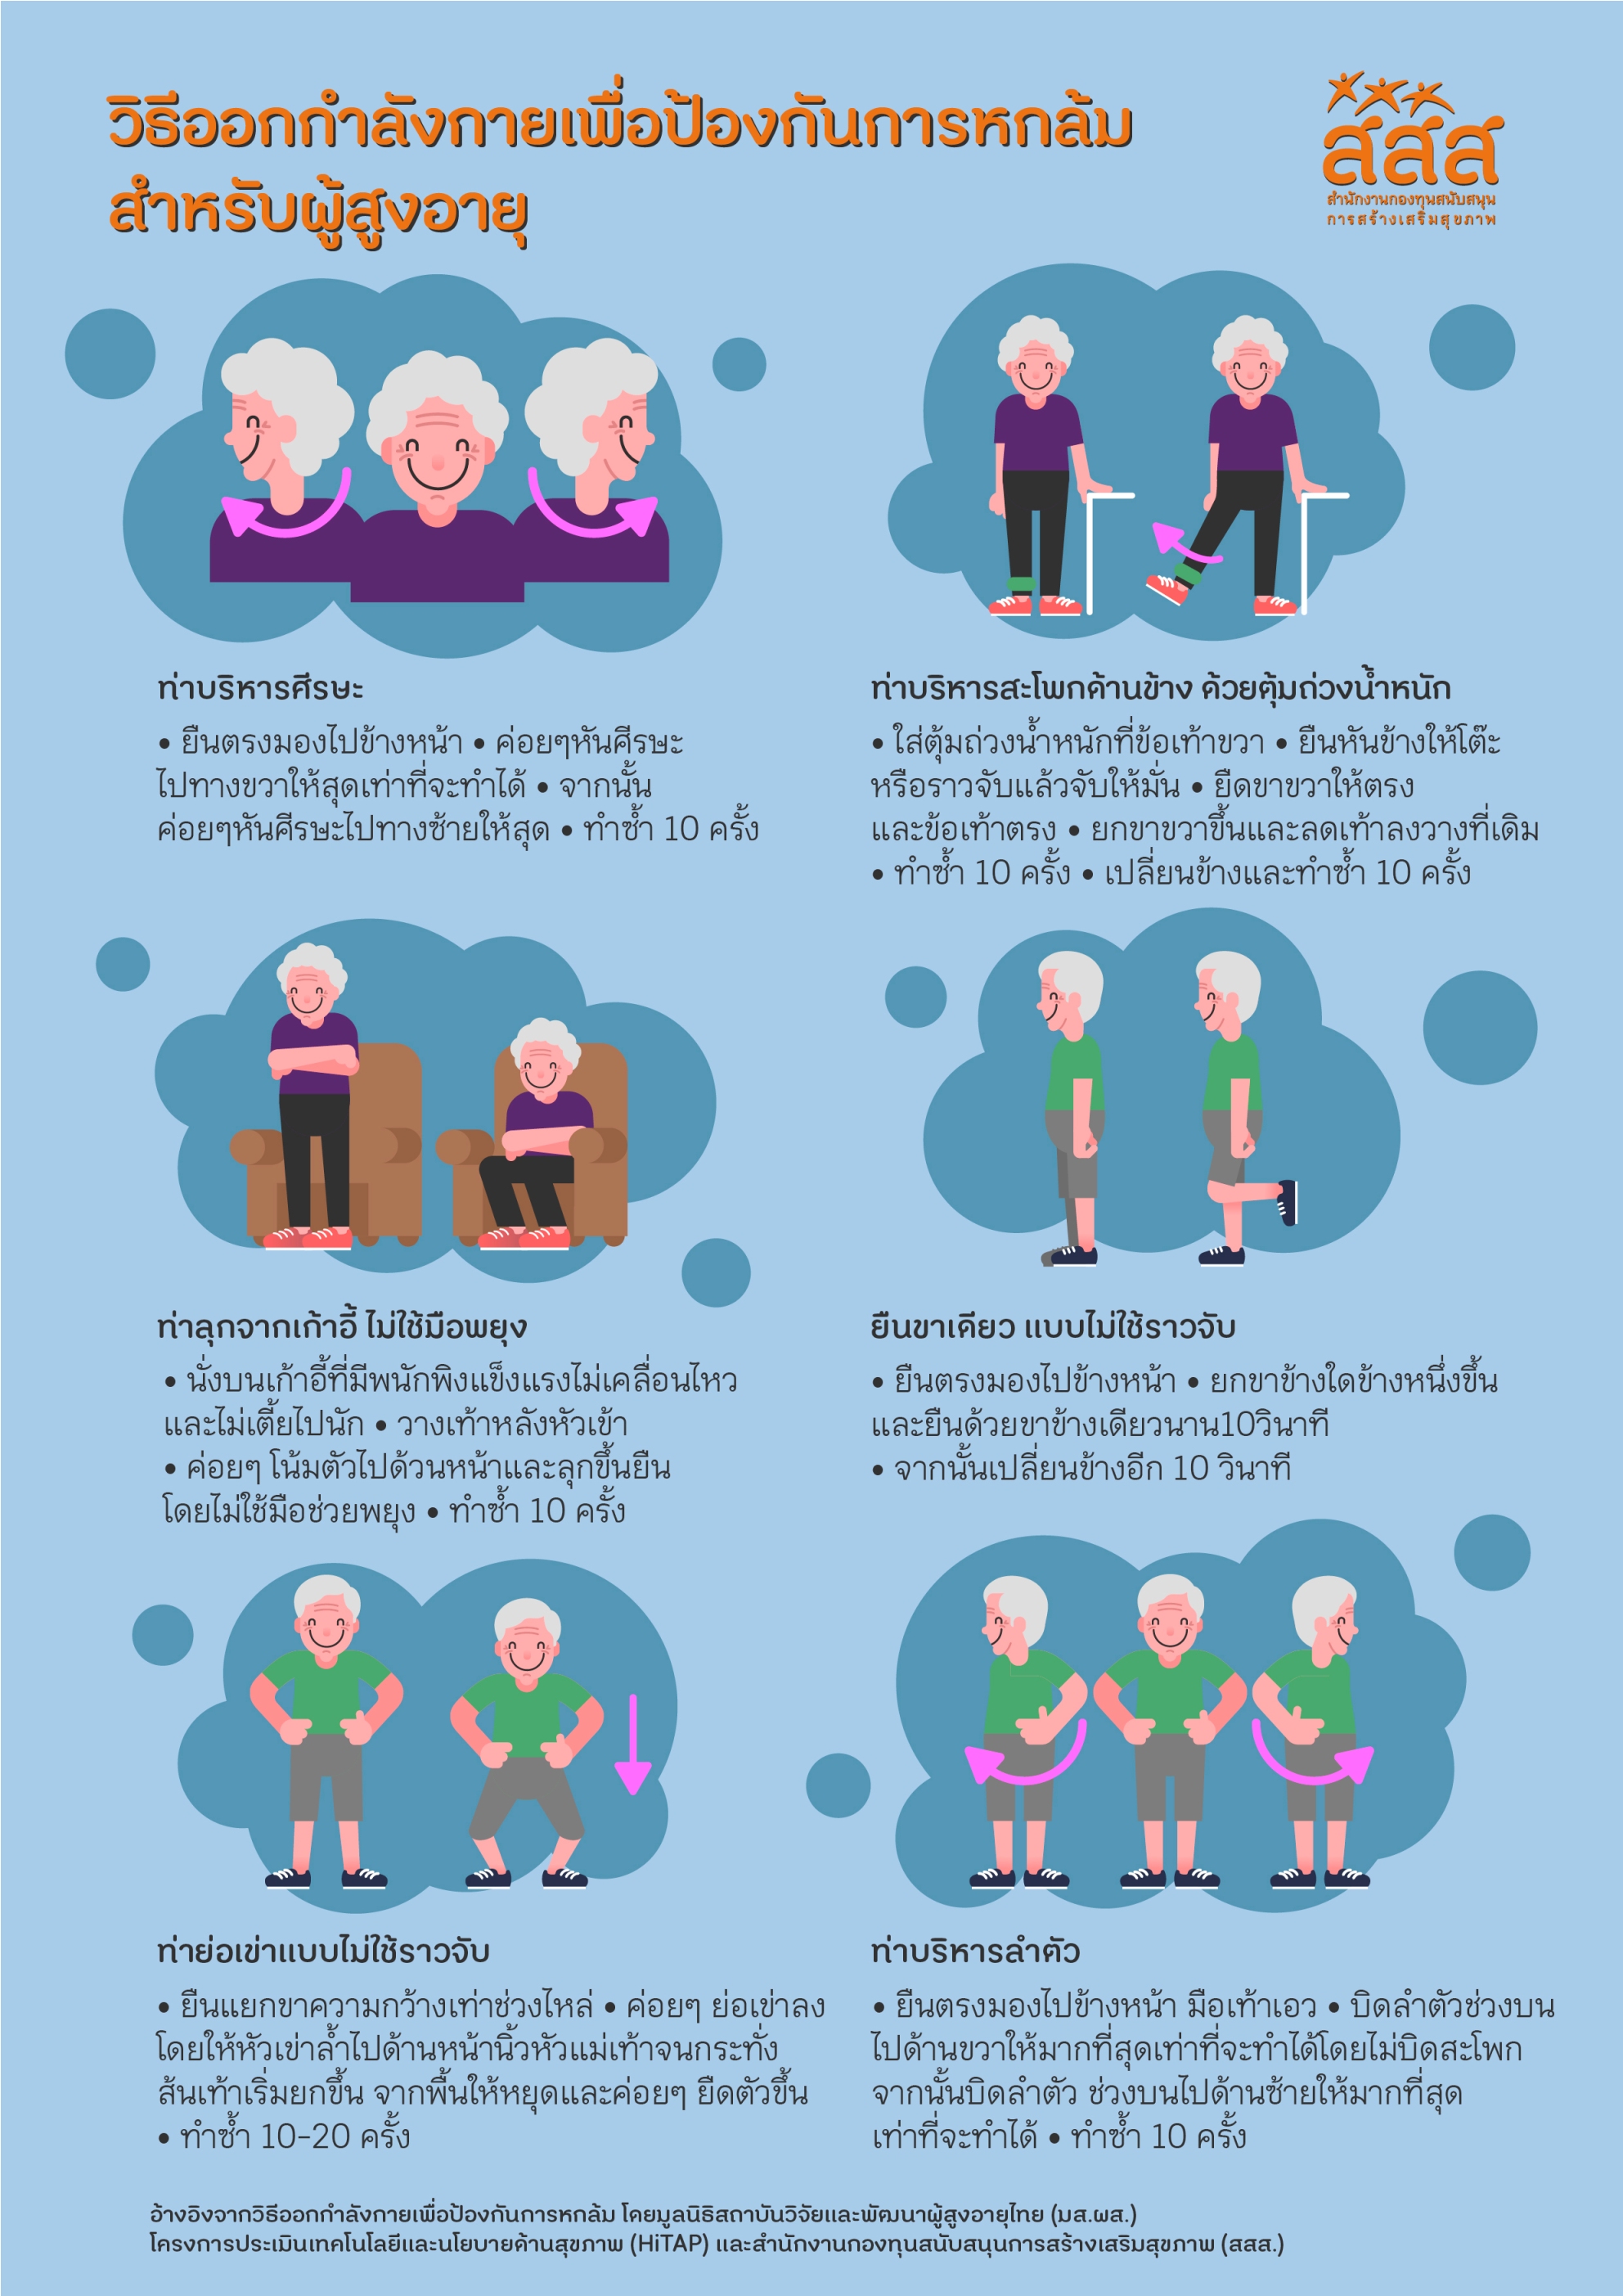 วิธีออกกำลังกายเพื่อป้องกันการหกล้ม
สำหรับผู้สูงอายุ
สสส
สำนักงานกองทุนสนับสนุน
การสร้างเสริมสุขภาพ
ท่าบริหารศีรษะ
• ยืนตรงมองไปข้างหน้า • ค่อยๆหันศีรษะ
ไปทางขวาให้สุดเท่าที่จะทำได้ • จากนั้น
ค่อยๆหันศีรษะไปทางซ้ายให้สุด • ทำซ้ำ 10 ครั้ง
ท่าบริหารสะโพกด้านข้าง ด้วยตุ้มถ่วงน้ำหนัก
• ใส่ตุ้มถ่วงน้ำหนักที่ข้อเท้าขวา • ยืนหันข้างให้โต๊ะ
หรือราวจับแล้วจับให้มั่น • ยืดขาขวาให้ตรง
และข้อเท้าตรง • ยกขาขวาขึ้นและลดเท้าลงวางที่เดิม
• ทำซ้ำ 10 ครั้ง • เปลี่ยนข้างและทำซ้ำ 10 ครั้ง
ท่าลุกจากเก้าอี้ ไม่ใช้มือพยุง
• นั่งบนเก้าอี้ที่มีพนักพิงแข็งแรงไม่เคลื่อนไหว
และไม่เตี้ยไปนัก • วางเท้าหลังหัวเข้า
• ค่อยๆ โน้มตัวไปด้วนหน้าและลุกขึ้นยืน
โดยไม่ใช้มือช่วยพยุง • ทำซ้ำ 10 ครั้ง
ยืนขาเดียว แบบไม่ใช้ราวจับ
• ยืนตรงมองไปข้างหน้า • ยกขาข้างใดข้างหนึ่งขึ้น
และยืนด้วยขาข้างเดียวนาน10วินาที
• จากนั้นเปลี่ยนข้างอีก 10 วินาที
ท่าย่อเข่าแบบไม่ใช้ราวจับ
• ยืนแยกขาความกว้างเท่าช่วงไหล่ • ค่อยๆ ย่อเข่าลง
โดยให้หัวเข่าล้ำไปด้านหน้านิ้วหัวแม่เท้าจนกระทั่ง
ส้นเท้าเริ่มยกขึ้น จากพื้นให้หยุดและค่อยๆ ยืดตัวขึ้น
• ทำซ้ำ 10-20 ครั้ง
ท่าบริหารลำตัว
• ยืนตรงมองไปข้างหน้า มือเท้าเอว • บิดลำตัวช่วงบน
ไปด้านขวาให้มากที่สุดเท่าที่จะทำได้โดยไม่บิดสะโพก
จากนั้นบิดลำตัว ช่วงบนไปด้านซ้ายให้มากที่สุด
เท่าที่จะทำได้ • ทำซ้ำ 10 ครั้ง
อ้างอิงจากวิธีออกกำลังกายเพื่อป้องกันการหกล้ม โดยมูลนิธิสถาบันวิจัยและพัฒนาผู้สูงอายุไทย (มส.ผส.)
โครงการประเมินเทคโนโลยีและนโยบายด้านสุขภาพ (HiTAP) และสำนักงานกองทุนสนับสนุนการสร้างเสริมสุขภาพ (สสส.)